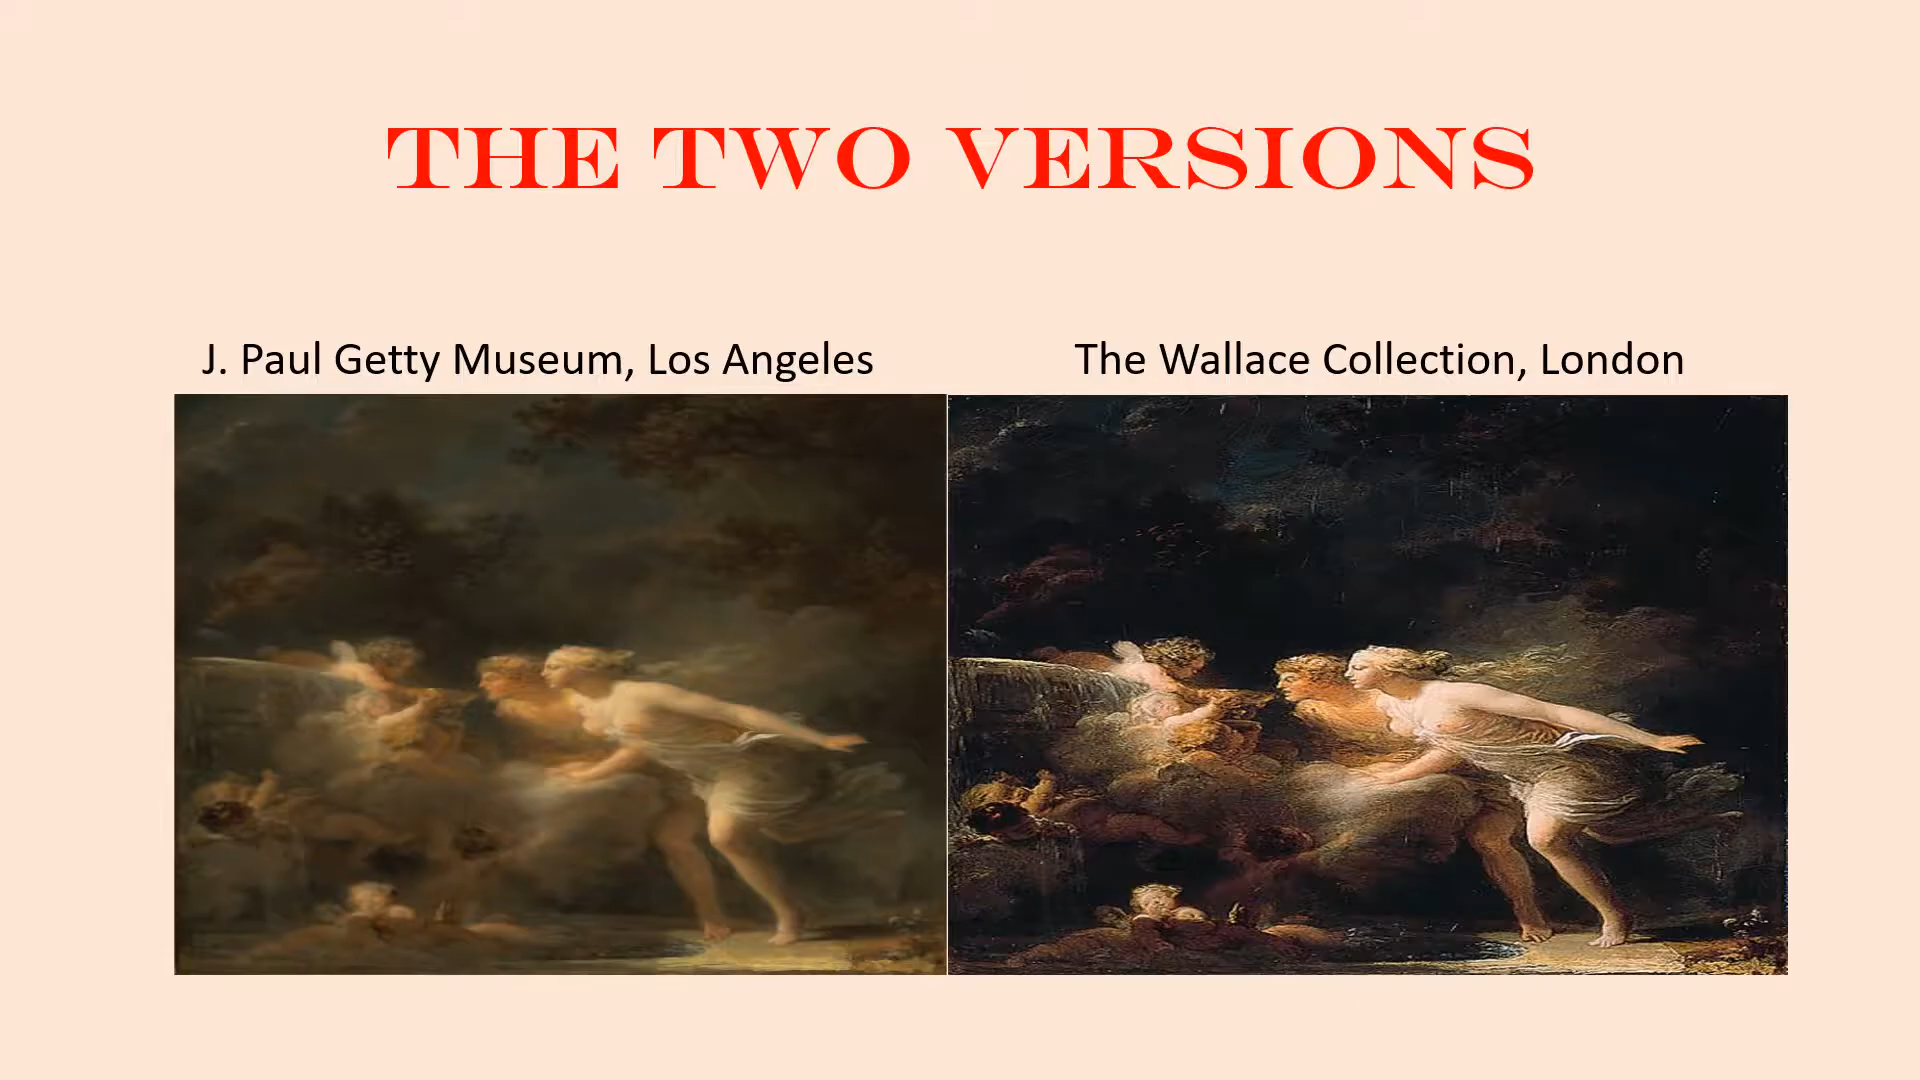 THE TWO VERSIONS
J. Paul Getty Museum, Los Angeles
The Wallace Collection, London